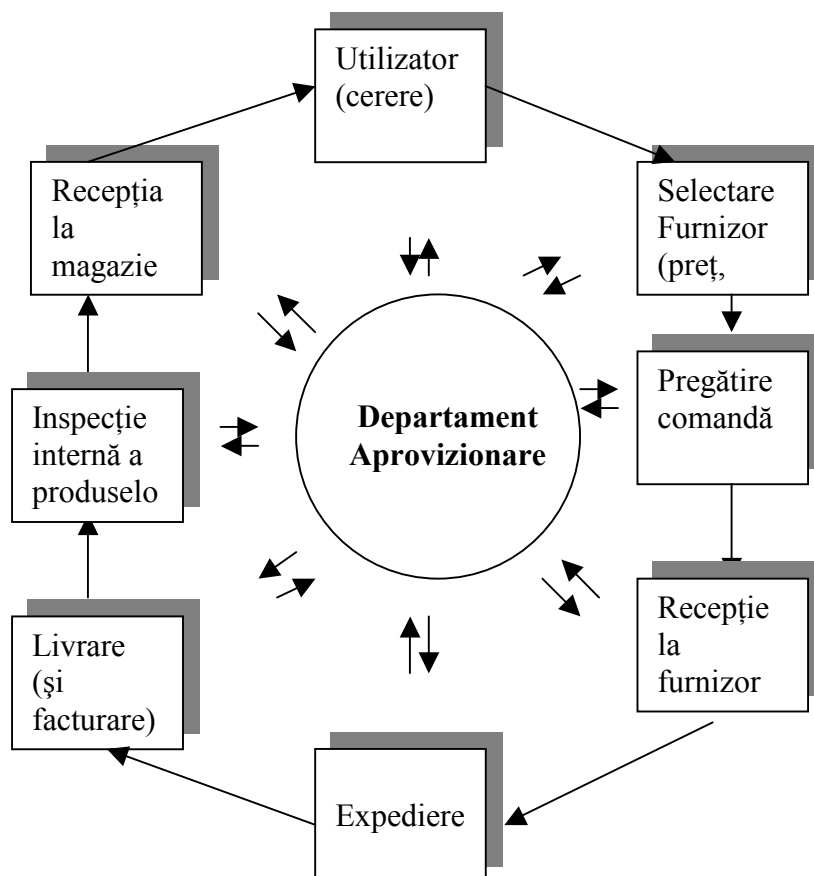 Utilizator
(cerere)
Selectare
Furnizor
(preț,
Pregătire
comandă
Recepție
la
furnizor
Expediere
Livrare
(şi
facturare)
Inspecție
internă a
produselo
Recepția
la
magazie
Departament
Aprovizionare